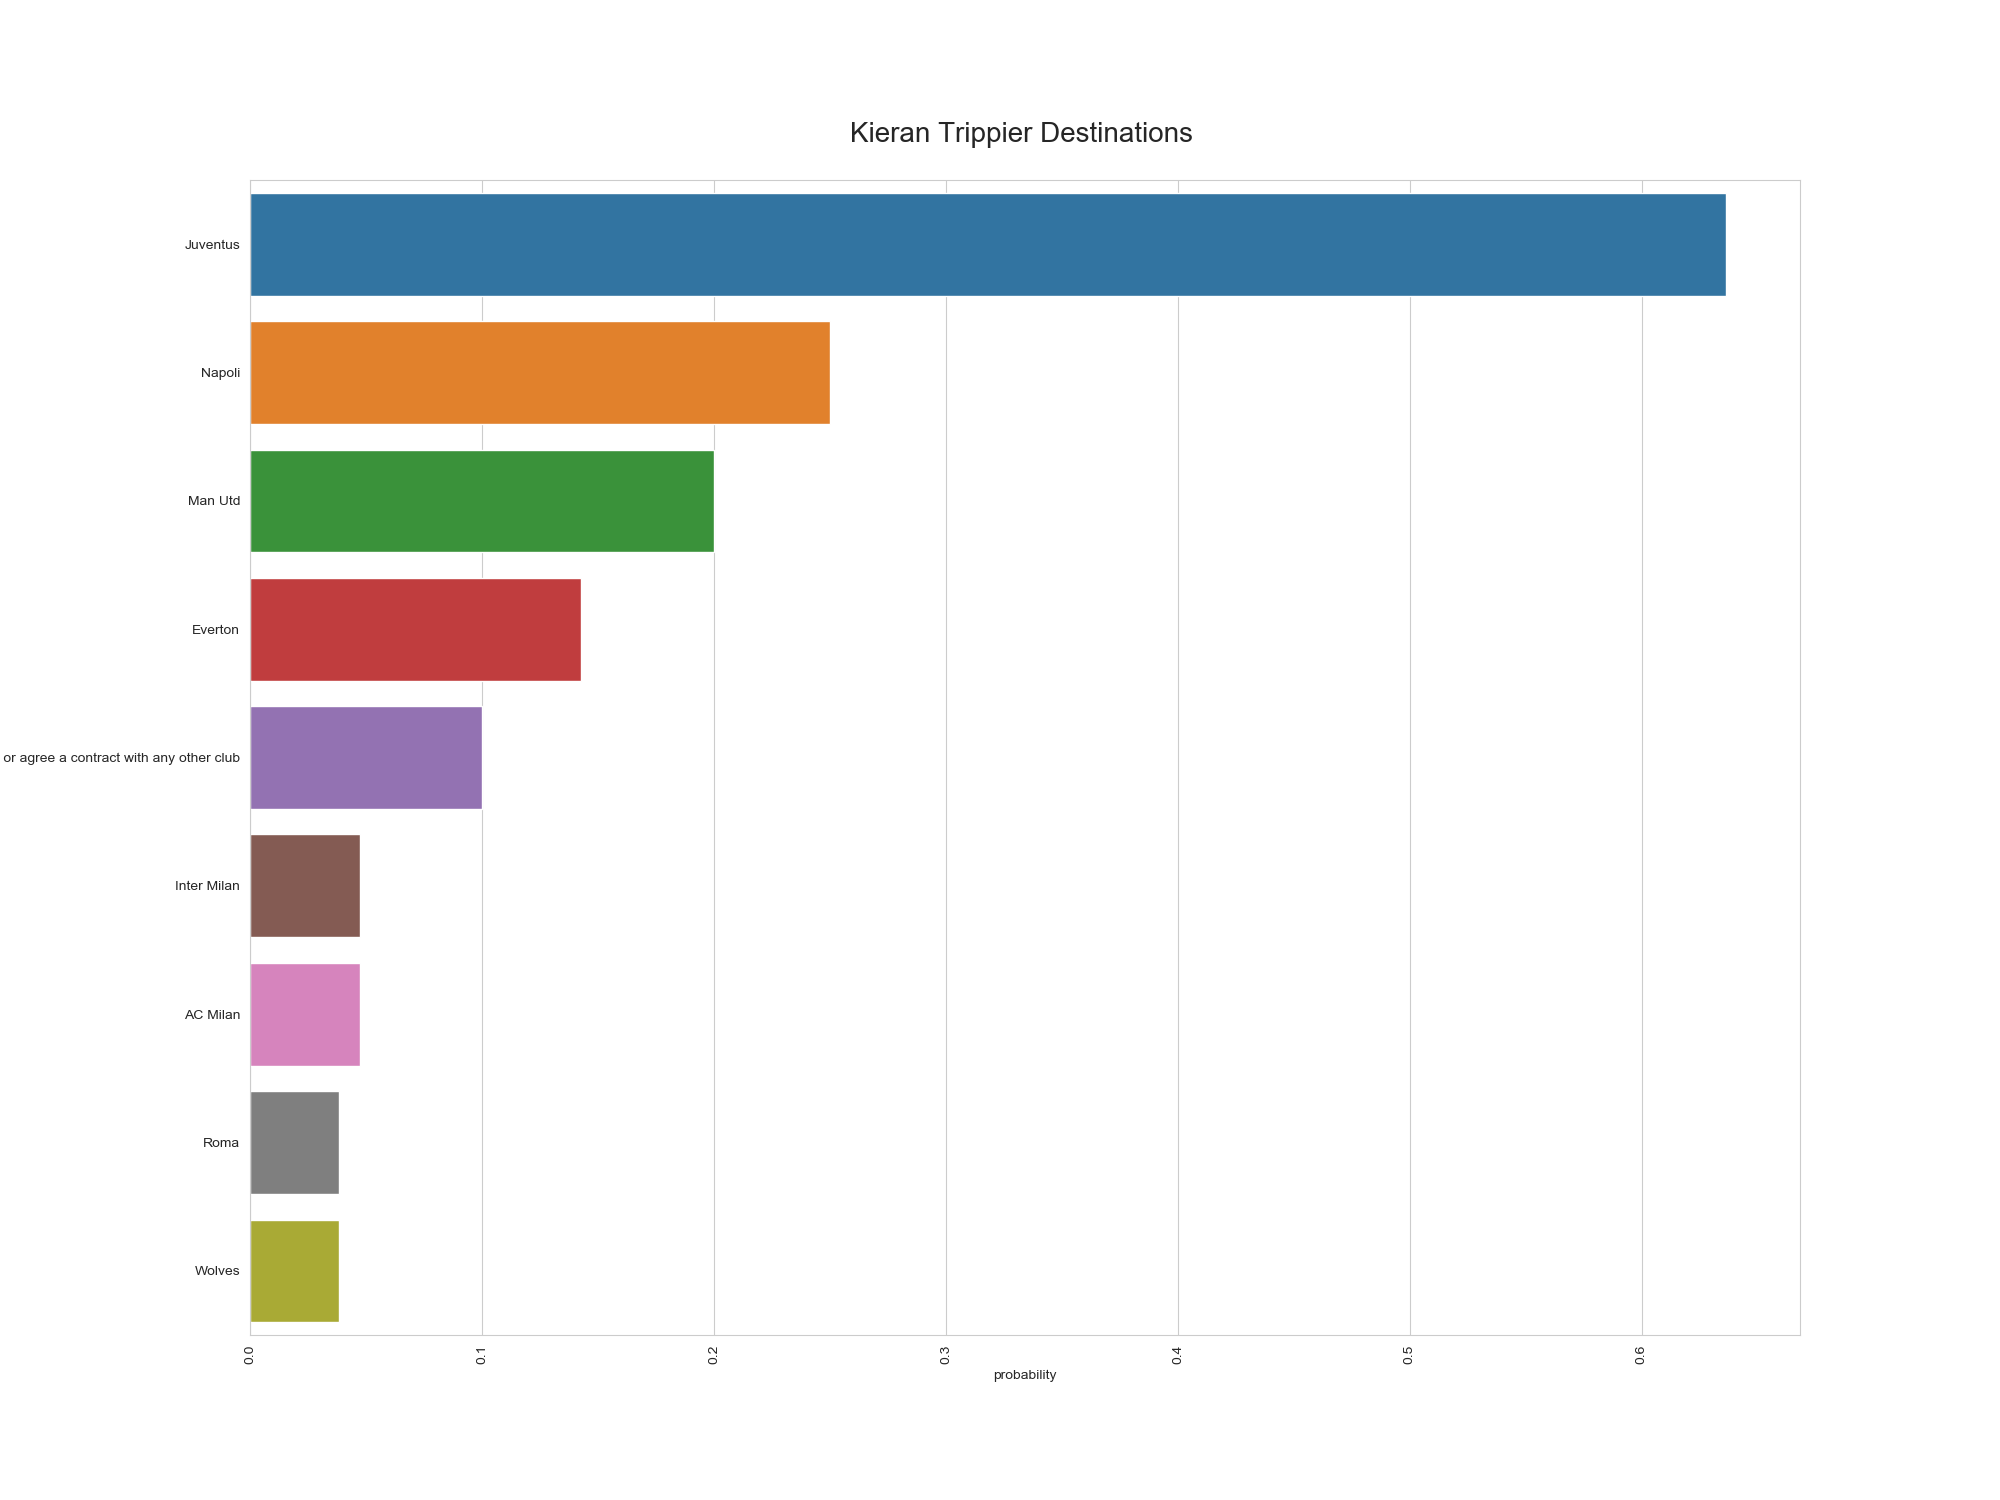 Kieran Trippier Destinations
Juventus
Napoli
Man Utd
Everton
or agree a contract with any other club
Inter Milan
AC Milan
Roma
Wolves
0.0 0.1 0.2 0.3 0.4 0.5 0.6
probability